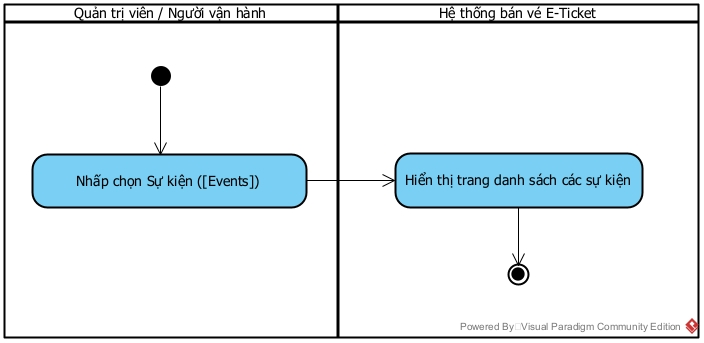 Quản trị viên / Người vận hành
Hệ thống bán vé E-Ticket
Nhấp chọn Sự kiện ([Events])
Hiển thị trang danh sách các sự kiện
Powered By Visual Paradigm Community Edition